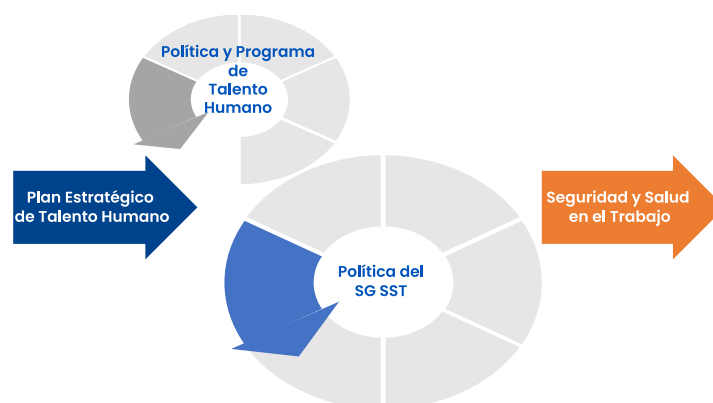 Política y Programa
de
Talento
Humano
Plan Estratégico
de Talento Humano
Seguridad y Salud
en el Trabajo
Política del
SG SST